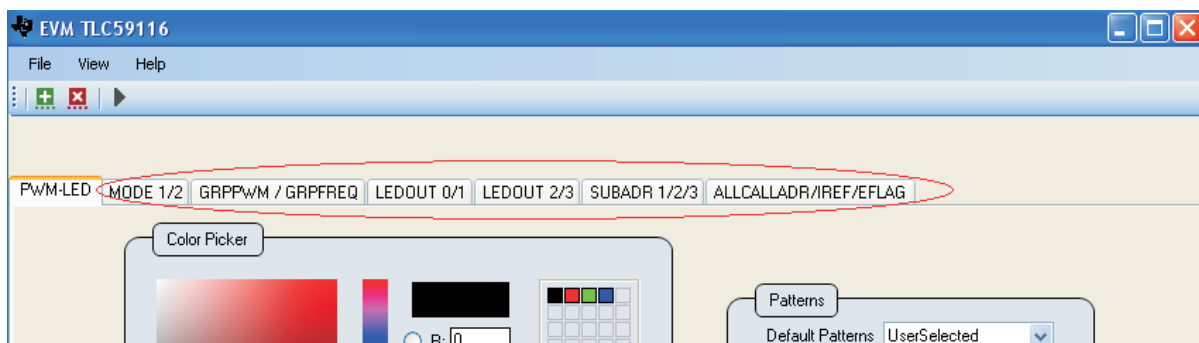 EVM TLC59116
File View Help
PWM-LED MODE 1/2 GRPPWM / GRPFREQ LEDOUT 0/1 LEDOUT 2/3 SUBADR 1/2/3 ALLCALLADR/IREF/EFLAG
Color Picker
Patterns
R: 0
Default Patterns UserSelected